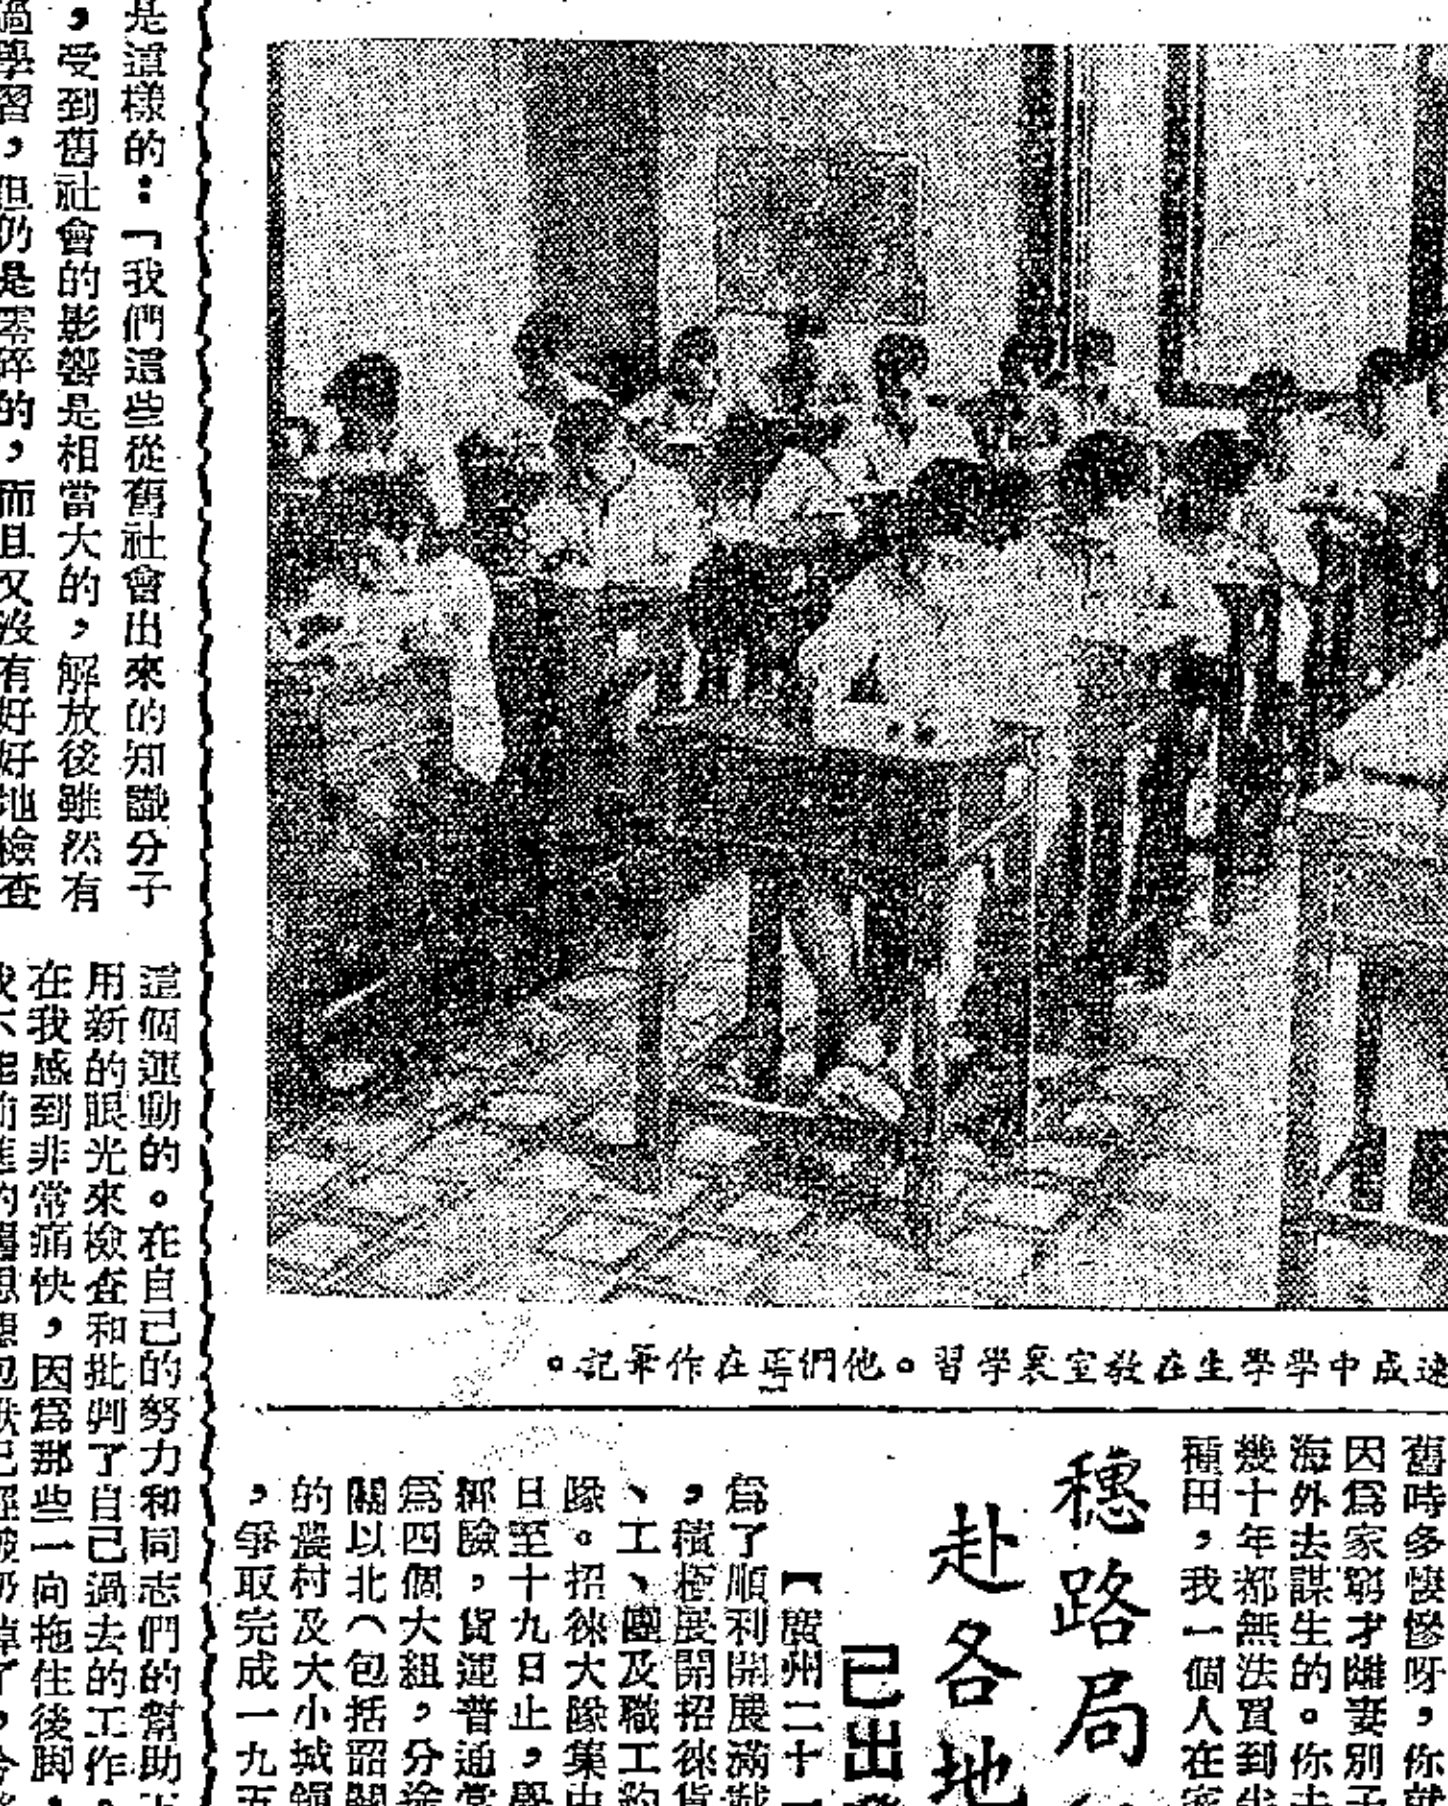 舊時多悽慘呀，你
因爲家窮才離妻別子
海外去謀生的。你
幾十年都無法買到
種田，我一個人在
穗路局
赴各地
已出
【廣州二十一
爲了順利開展滿
，積極展開招徠貨
、工、團及職工
隊。招徠大隊集中
日至十九日止，
保險，貨運普通
爲四個大組，分
關以北（包括韶關
的農村及大小城鎮
，爭取完成一九五
速成中學學生在教室裏學習。他們正在作筆記。
是這樣的：「我們這些從舊社會出來的知識分子
，受到舊社會的影響是相當大的，解放後雖然有
過學習，但仍是零碎的，而且又沒有好好地檢查
這個運動的。在自己的努力和同志們的幫助
用新的眼光來檢查和批判了自己過去的工作。
在我感到非常痛快，因爲那些一向拖住後脚，